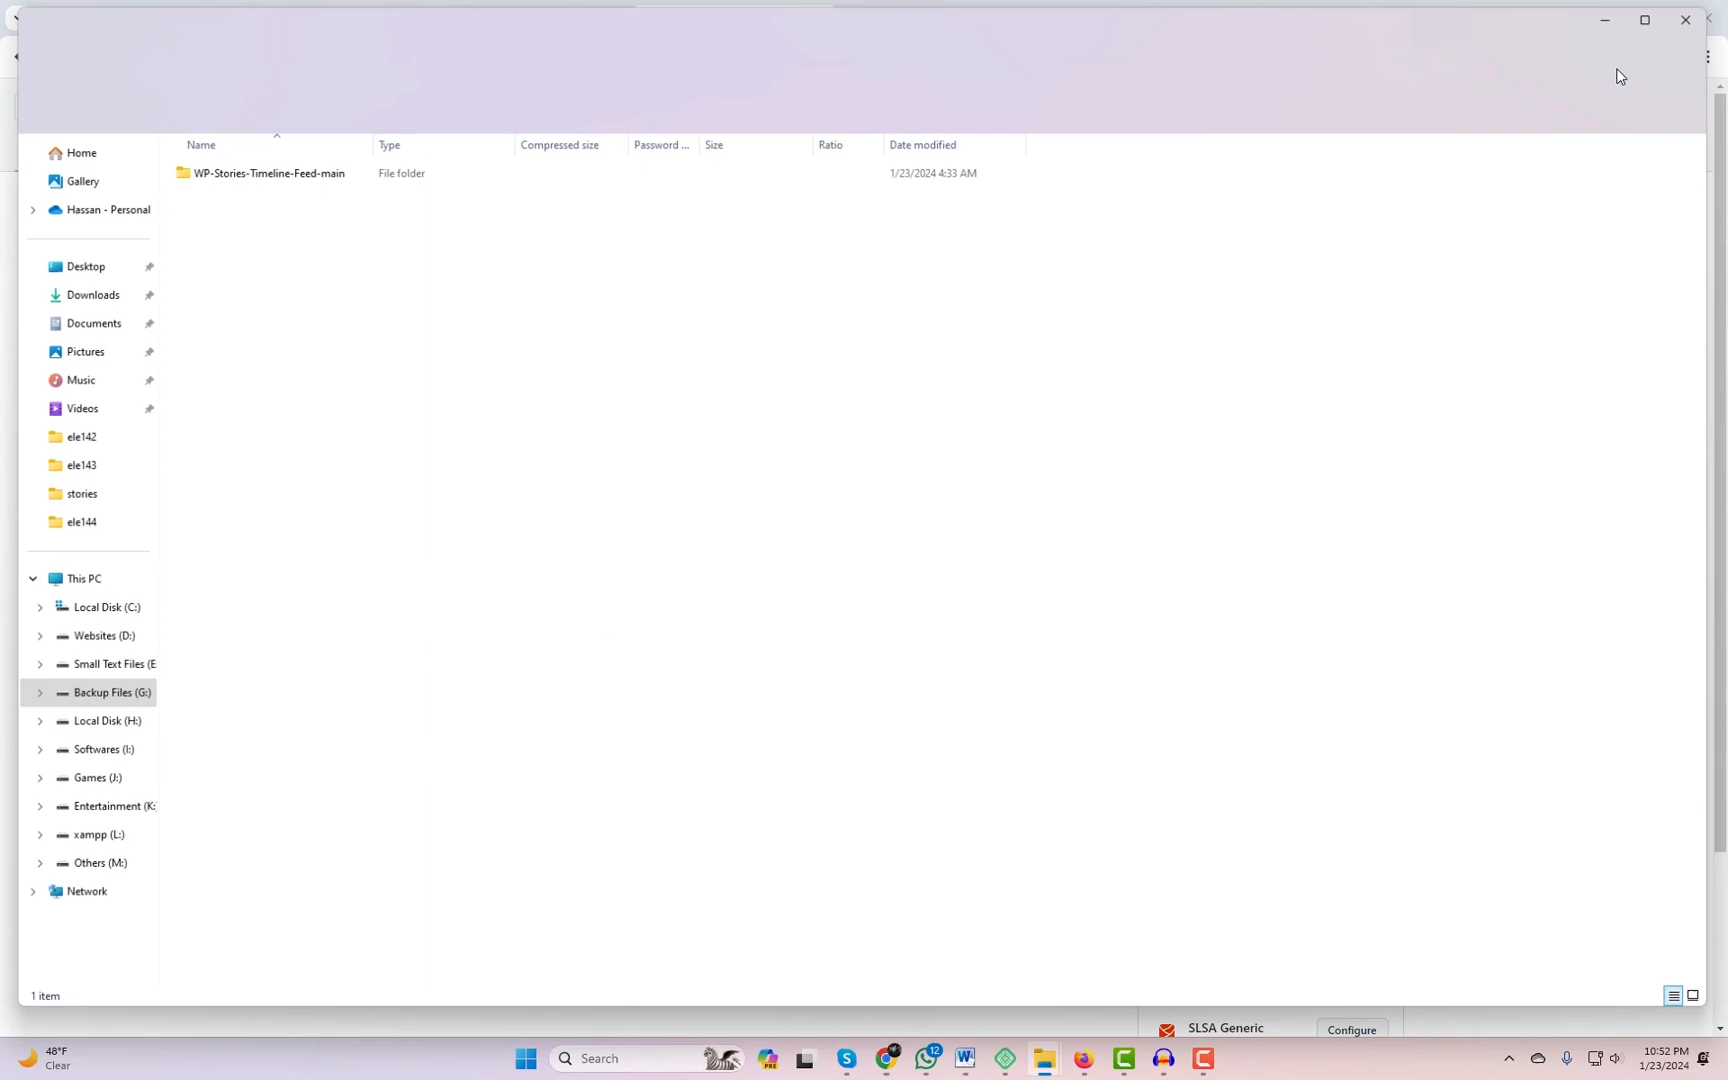 Name Type Compressed size Password ... Size Ratio Date modified
WP-Stories-Timeline-Feed-main File folder 1/23/2024 4:33 AM
Home
Gallery
Hassan - Personal
Desktop
Downloads
Documents
Pictures
Music
Videos
ele142
ele143
stories
ele144
This PC
Local Disk (C:)
Websites (D:)
Small Text Files (E
Backup Files (G:)
Local Disk (H:)
Softwares (I:)
Games (J:)
Entertainment (K:
xampp (L:)
Others (M:)
Network
1 item
SLSA Generic Configure
48°F
Clear
Search
PRE
12
10:52 PM
1/23/2024